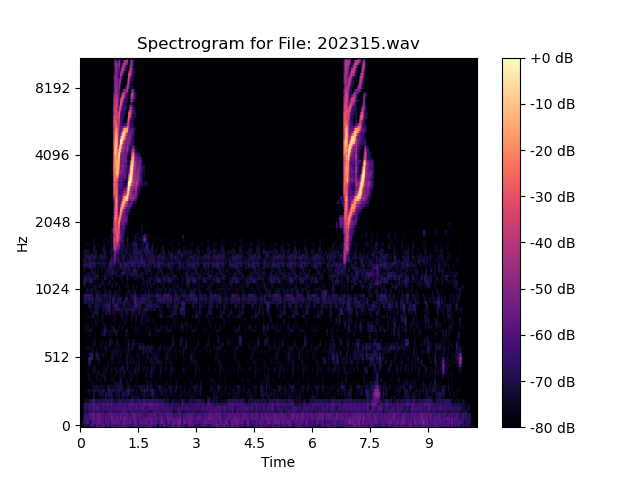 Spectrogram for File: 202315.wav
+0 dB
8192
-10 dB
4096
-20 dB
-30 dB
Hz
2048
-40 dB
1024
-50 dB
-60 dB
512
-70 dB
0
-80 dB
0 1.5 3 4.5 6 7.5 9
Time